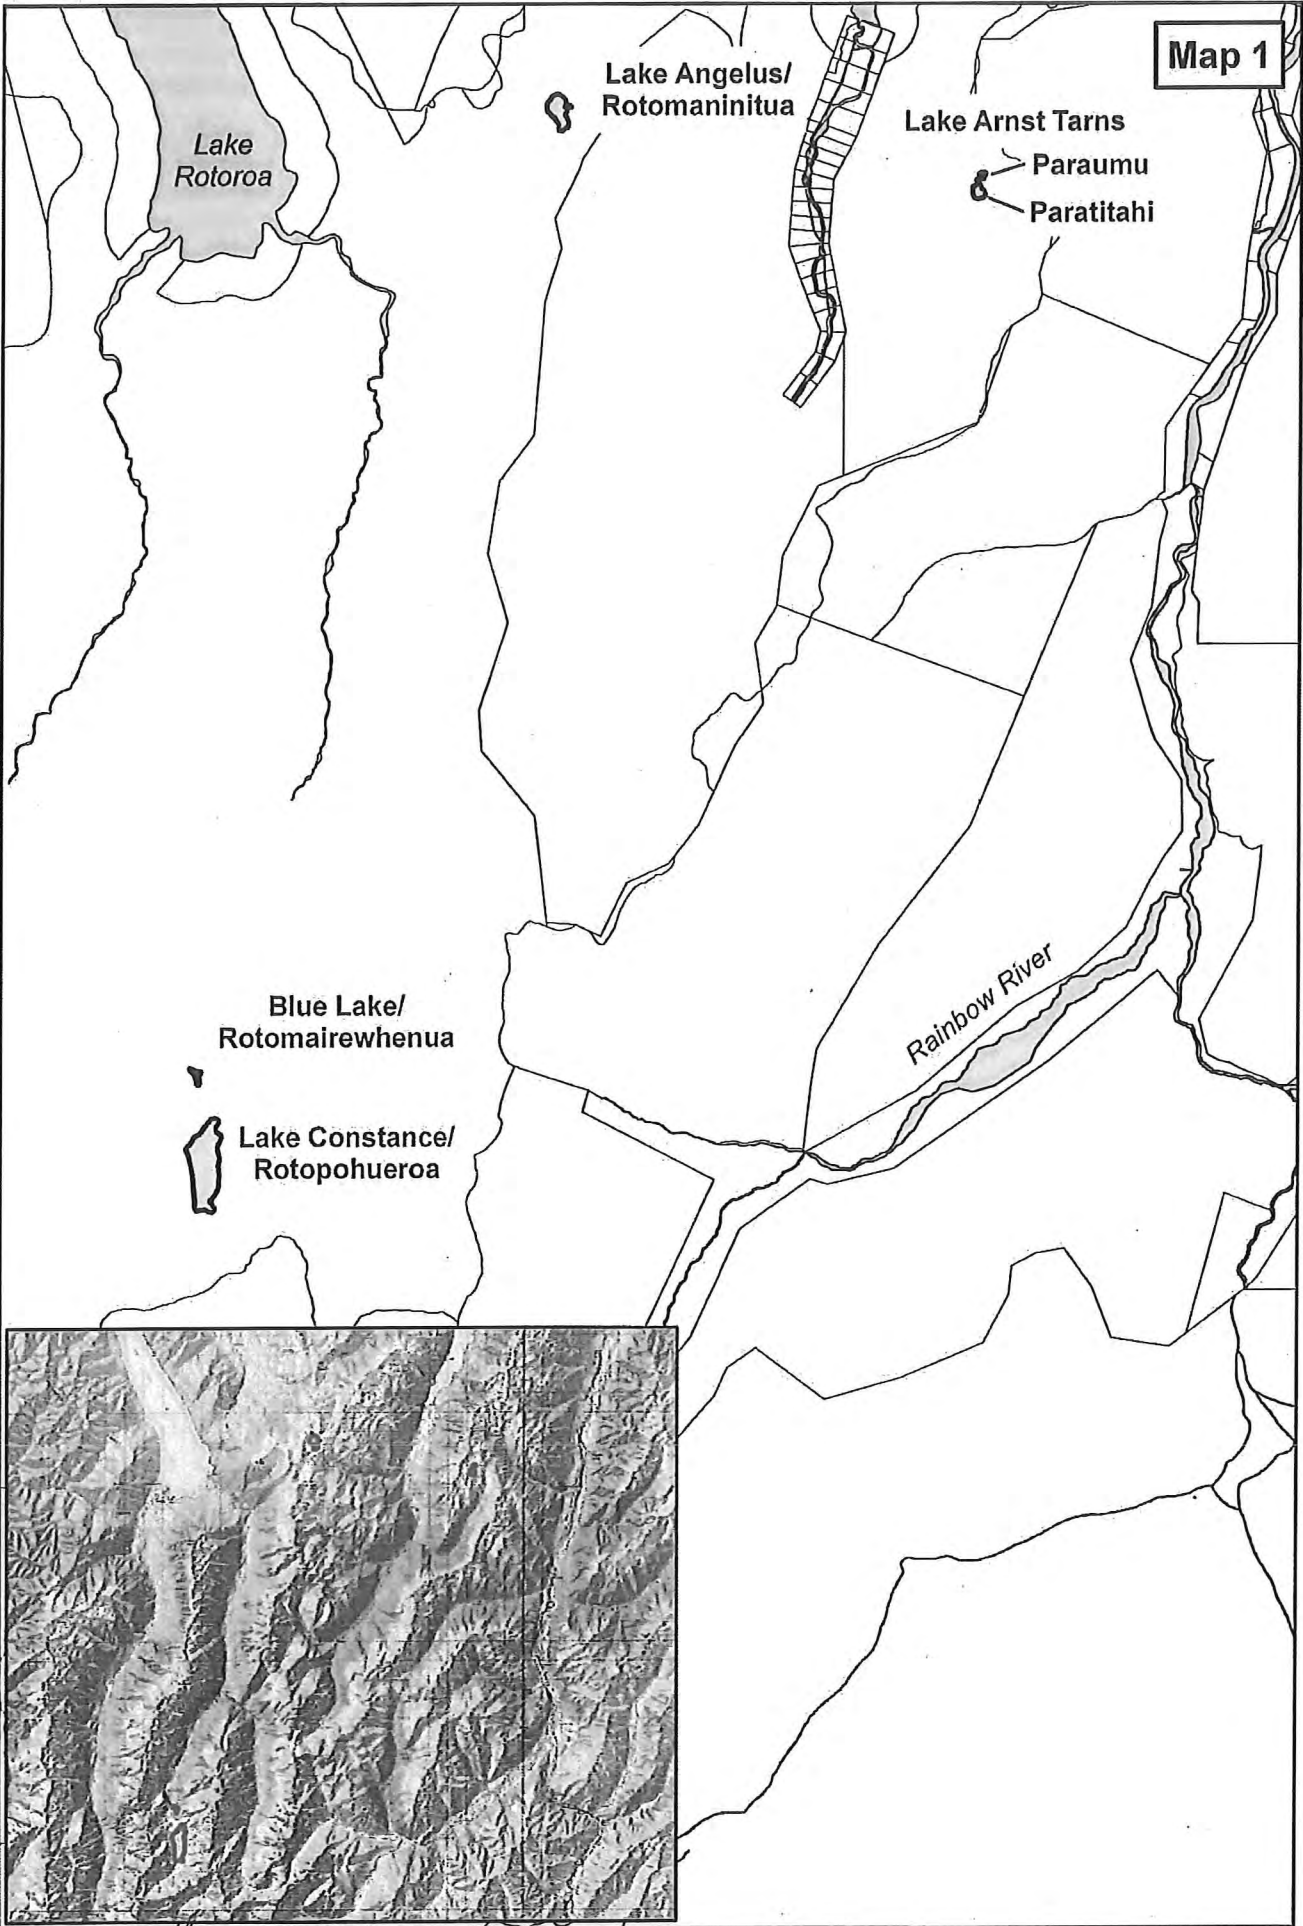 Map 1
Lake Angelus/
Rotomaninitua
Lake Arnst Tarns
Paraumu
Paratitahi
Lake
Rotoroa
Rainbow River
Blue Lake/
Rotomairewhenua
Lake Constance/
Rotopohueroa